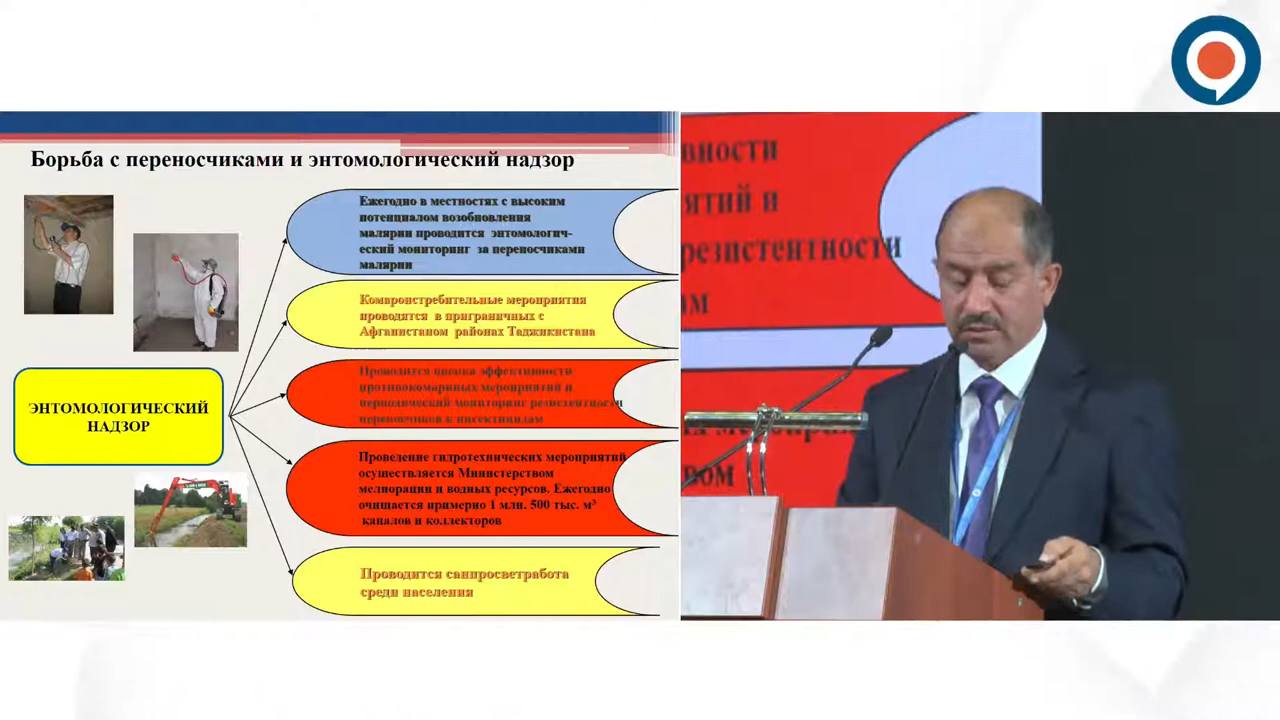 Борьба с переносчиками и энтомологический надзор
Ежегодно в местностях с высоким
потенциалом возобновления
малярии проводится энтомологич-
еский мониторинг за переносчиками
малярии
Комароистребительные мероприятия
проводятся в приграничных с
Афганистаном районах Таджикистана
Проводится оценка эффективности
противокомариных мероприятий и
периодический мониторинг резистентности
переносчиков к инсектицидам
ЭНТОМОЛОГИЧЕСКИЙ
НАДЗОР
Проведение гидротехнических мероприятий
осуществляется Министерством
мелиорации и водных ресурсов. Ежегодно
очищается примерно 1 млн. 500 тыс. м³
каналов и коллекторов
Проводится санпросветработа
среди населения
вности
ятий и
резистентности
ам
вом